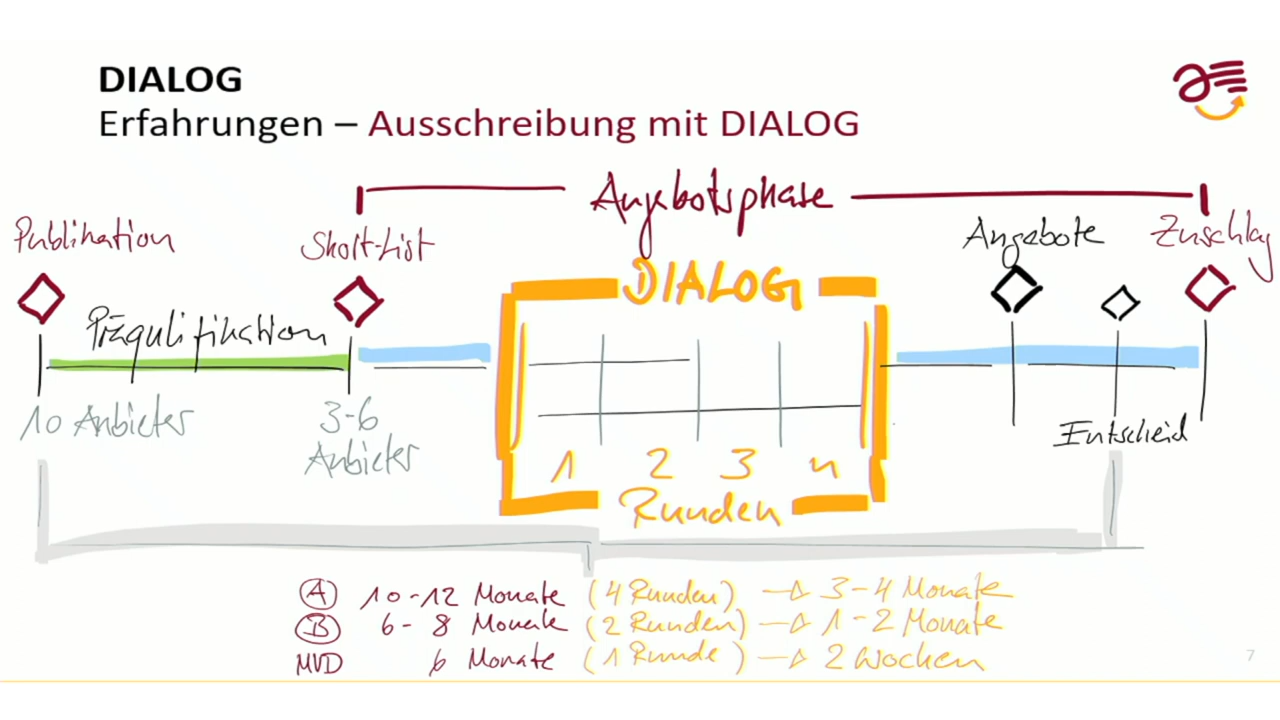 DIALOG
Erfahrungen – Ausschreibung mit DIALOG
Angebotsphase
Publikation
Short-List
Angebote
Zuschlag
DIALOG
Präqulifikation
10 Anbieter
3-6
Anbieter
Entscheid
1 2 3 n
Runden
A 10-12 Monate (4 Runden) → 3-4 Monate
B 6-8 Monate (2 Runden) → 1-2 Monate
MVD 6 Monate (1 Runde) → 2 Wochen
7